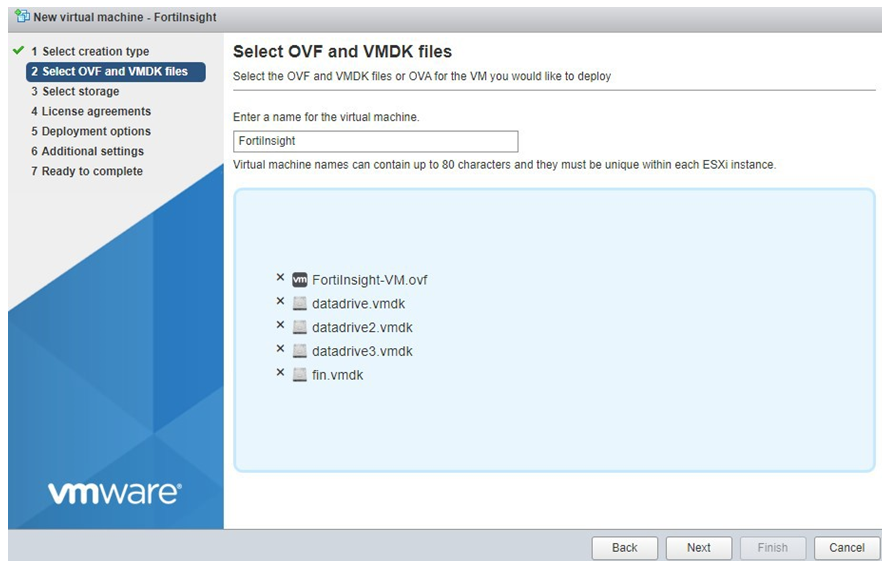 New virtual machine - FortiInsight
1 Select creation type
2 Select OVF and VMDK files
3 Select storage
4 License agreements
5 Deployment options
6 Additional settings
7 Ready to complete
vmware®
Select OVF and VMDK files
Select the OVF and VMDK files or OVA for the VM you would like to deploy
Enter a name for the virtual machine.
FortiInsight
Virtual machine names can contain up to 80 characters and they must be unique within each ESXi instance.
× vm FortiInsight-VM.ovf
× datadrive.vmdk
× datadrive2.vmdk
× datadrive3.vmdk
× fin.vmdk
Back Next Finish Cancel